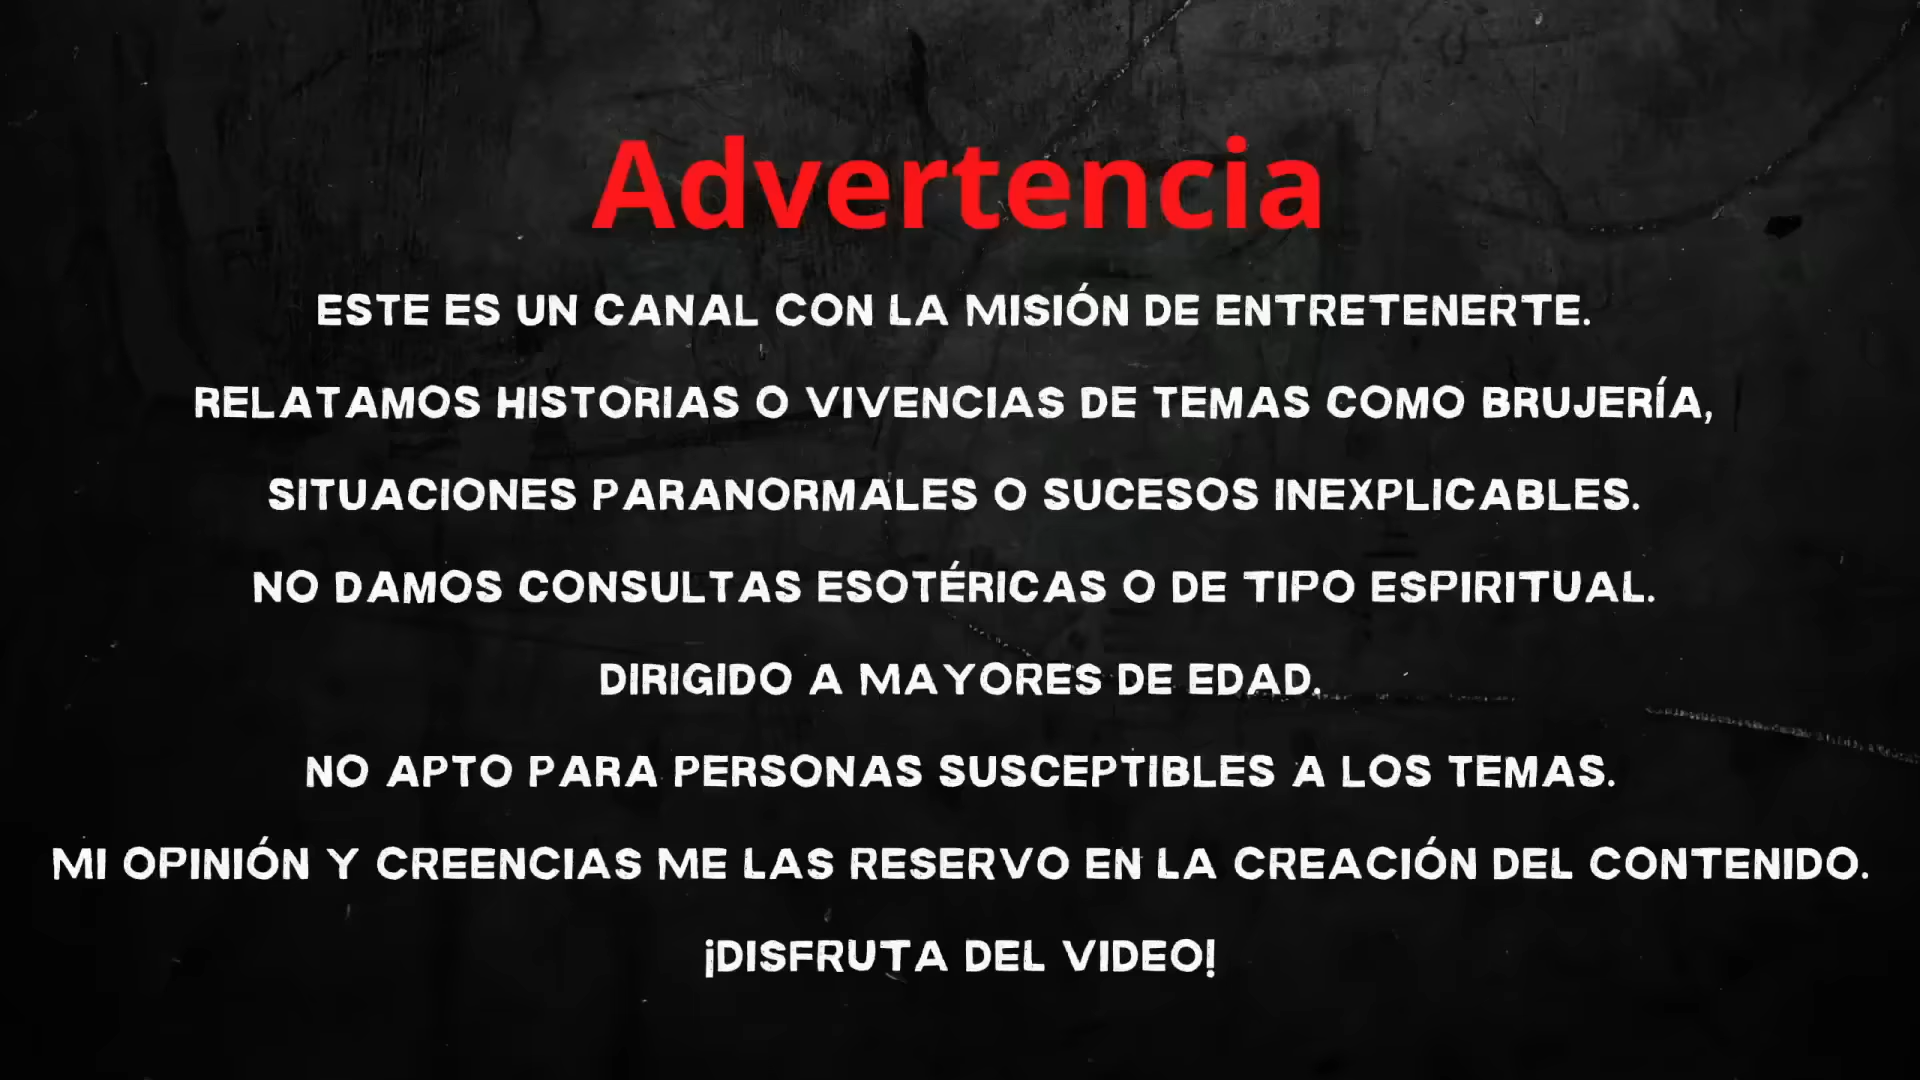 Advertencia
ESTE ES UN CANAL CON LA MISIÓN DE ENTRETENERTE.
RELATAMOS HISTORIAS O VIVENCIAS DE TEMAS COMO BRUJERÍA,
SITUACIONES PARANORMALES O SUCESOS INEXPLICABLES.
NO DAMOS CONSULTAS ESOTÉRICAS O DE TIPO ESPIRITUAL.
DIRIGIDO A MAYORES DE EDAD.
NO APTO PARA PERSONAS SUSCEPTIBLES A LOS TEMAS.
MI OPINIÓN Y CREENCIAS ME LAS RESERVO EN LA CREACIÓN DEL CONTENIDO.
¡DISFRUTA DEL VIDEO!